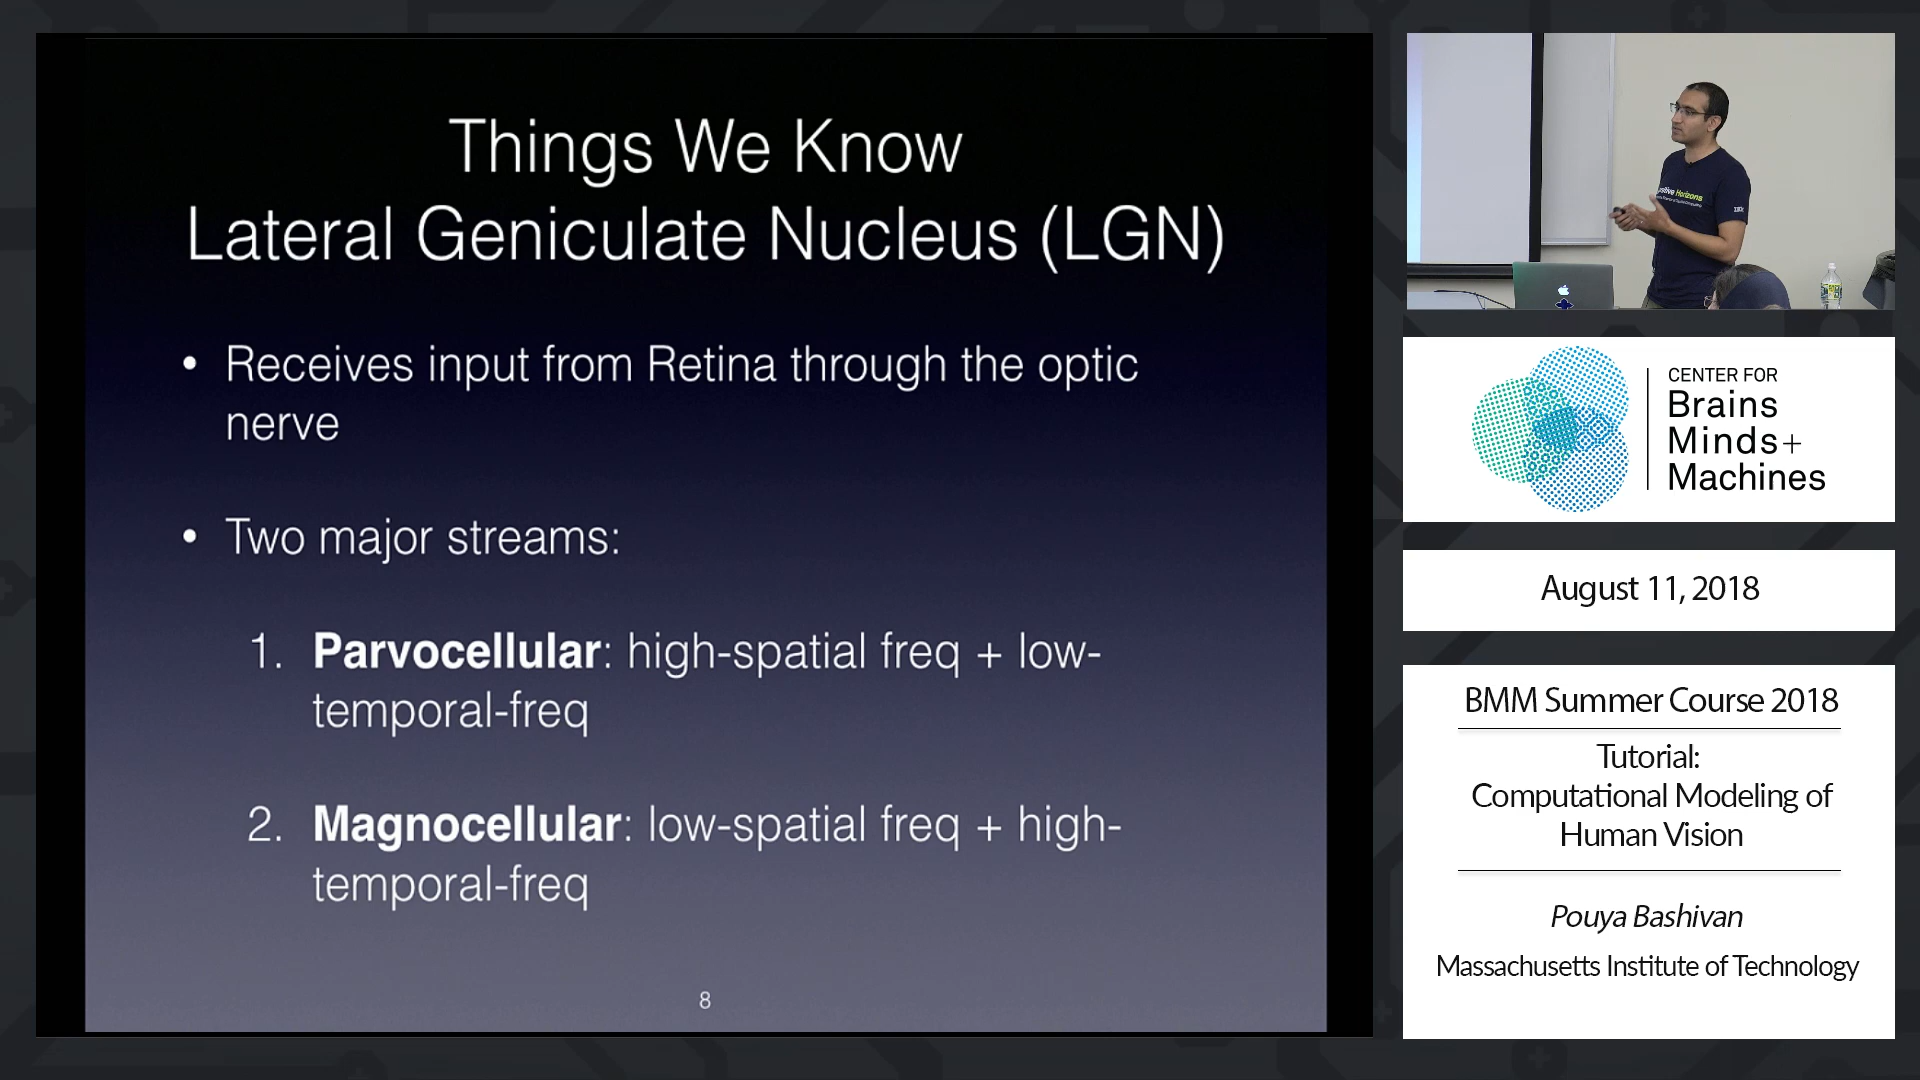 Things We Know
Lateral Geniculate Nucleus (LGN)
• Receives input from Retina through the optic
nerve
• Two major streams:
1. Parvocellular: high-spatial freq + low-
temporal-freq
2. Magnocellular: low-spatial freq + high-
temporal-freq
8
Horizons
CENTER FOR
Brains
Minds+
Machines
August 11, 2018
BMM Summer Course 2018
Tutorial:
Computational Modeling of
Human Vision
Pouya Bashivan
Massachusetts Institute of Technology